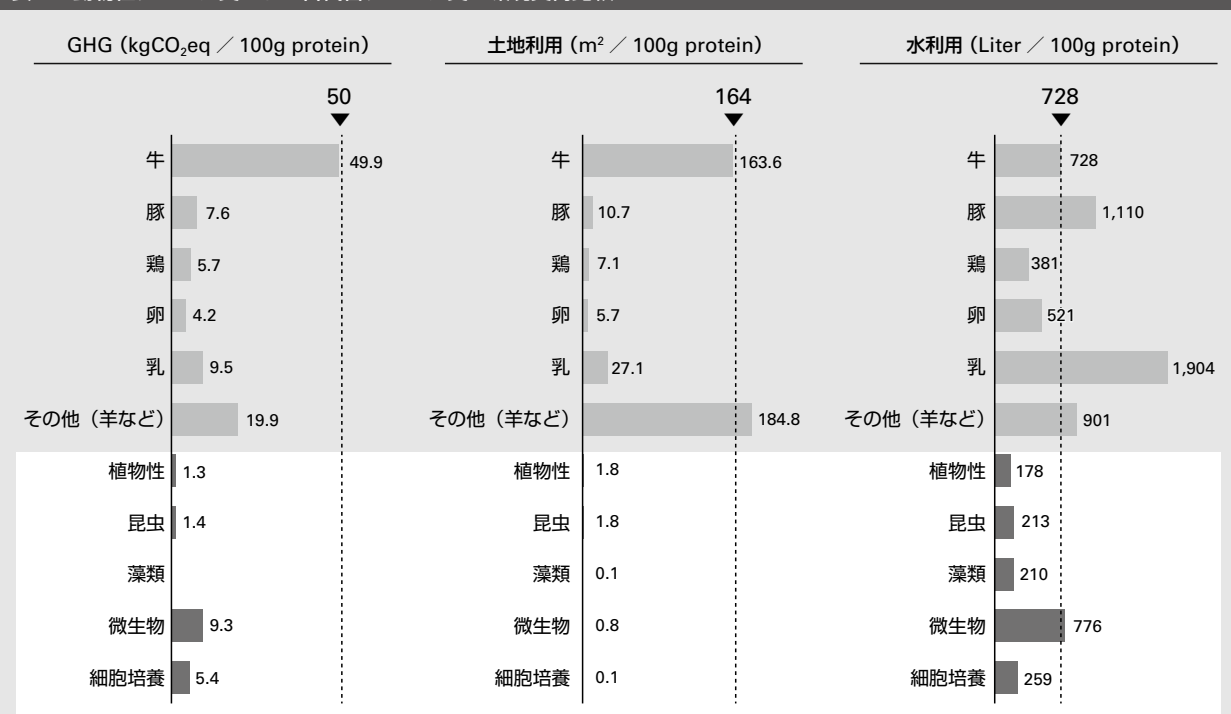 GHG（kgCO₂eq ／ 100g protein）
50
牛 49.9
豚 7.6
鶏 5.7
卵 4.2
乳 9.5
その他（羊など） 19.9
植物性 1.3
昆虫 1.4
藻類
微生物 9.3
細胞培養 5.4
土地利用（m² ／ 100g protein）
164
牛 163.6
豚 10.7
鶏 7.1
卵 5.7
乳 27.1
その他（羊など） 184.8
植物性 1.8
昆虫 1.8
藻類 0.1
微生物 0.8
細胞培養 0.1
水利用（Liter ／ 100g protein）
728
牛 728
豚 1,110
鶏 381
卵 521
乳 1,904
その他（羊など） 901
植物性 178
昆虫 213
藻類 210
微生物 776
細胞培養 259